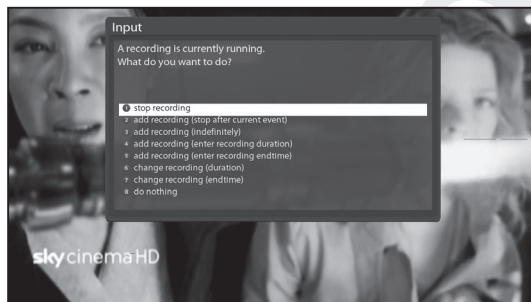 Input
A recording is currently running.
What do you want to do?
1 stop recording
2 add recording (stop after current event)
3 add recording (indefinitely)
4 add recording (enter recording duration)
5 add recording (enter recording endtime)
6 change recording (duration)
7 change recording (endtime)
8 do nothing
sky cinema HD